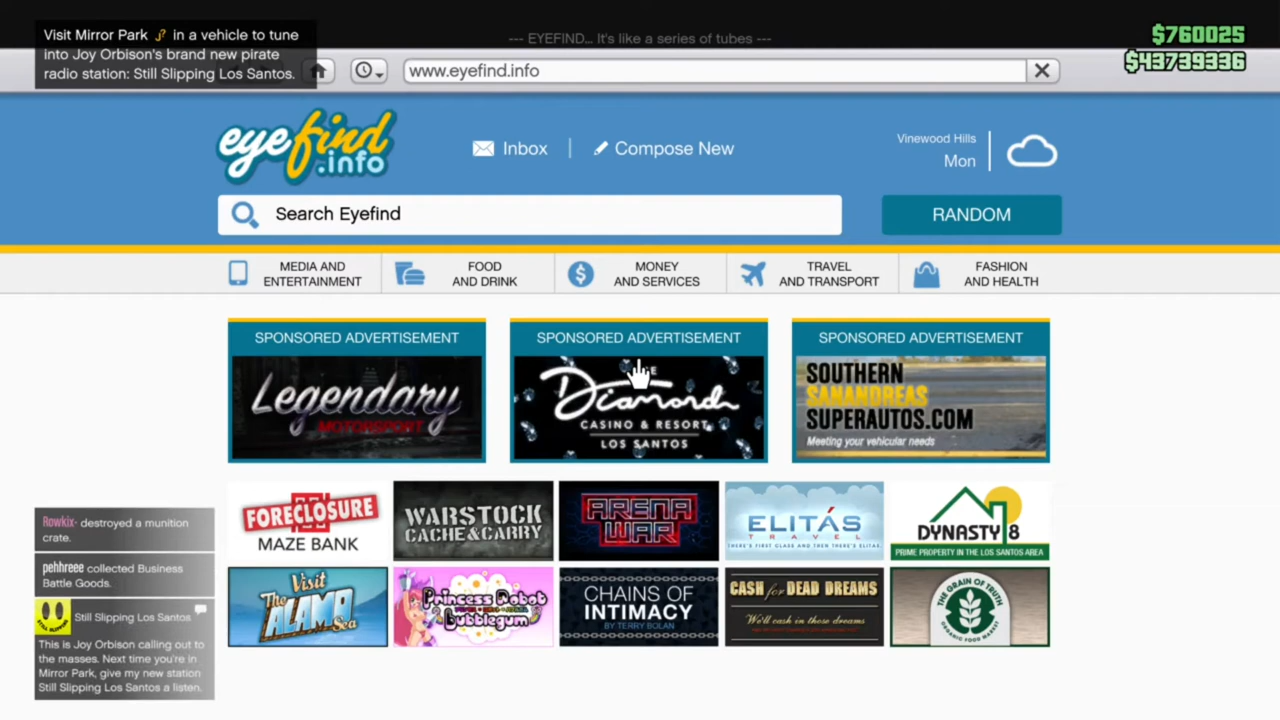 Visit Mirror Park in a vehicle to tune
into Joy Orbison's brand new pirate
radio station: Still Slipping Los Santos.
--- EYEFIND... It's like a series of tubes ---
$760025
$43739336
www.eyefind.info
eyefind
.info
Inbox
Compose New
Vinewood Hills
Mon
Search Eyefind
RANDOM
MEDIA AND
ENTERTAINMENT
FOOD
AND DRINK
MONEY
AND SERVICES
TRAVEL
AND TRANSPORT
FASHION
AND HEALTH
SPONSORED ADVERTISEMENT
Legendary
MOTORSPORT
SPONSORED ADVERTISEMENT
Diamond
CASINO & RESORT
LOS SANTOS
SPONSORED ADVERTISEMENT
SOUTHERN
SANANDREAS
SUPERAUTOS.COM
Meeting your vehicular needs
FORECLOSURE
MAZE BANK
WARSTOCK
CACHE & CARRY
ARENA
WAR
ELITÁS
TRAVEL
THERE'S FIRST CLASS AND THEN THERE'S ELITÁS
DYNASTY 8
PRIME PROPERTY IN THE LOS SANTOS AREA
Visit
The ALAMO
Sea
Princess Robot
Bubblegum
CHAINS OF
INTIMACY
BY TERRY BOLAN
CASH FOR DEAD DREAMS
We'll cash in those dreams
THE GRAIN OF TRUTH
ORGANIC FOOD MARKET
Rowkix- destroyed a munition
crate.
pehhreee collected Business
Battle Goods.
Still Slipping Los Santos
This is Joy Orbison calling out to
the masses. Next time you're in
Mirror Park, give my new station
Still Slipping Los Santos a listen.